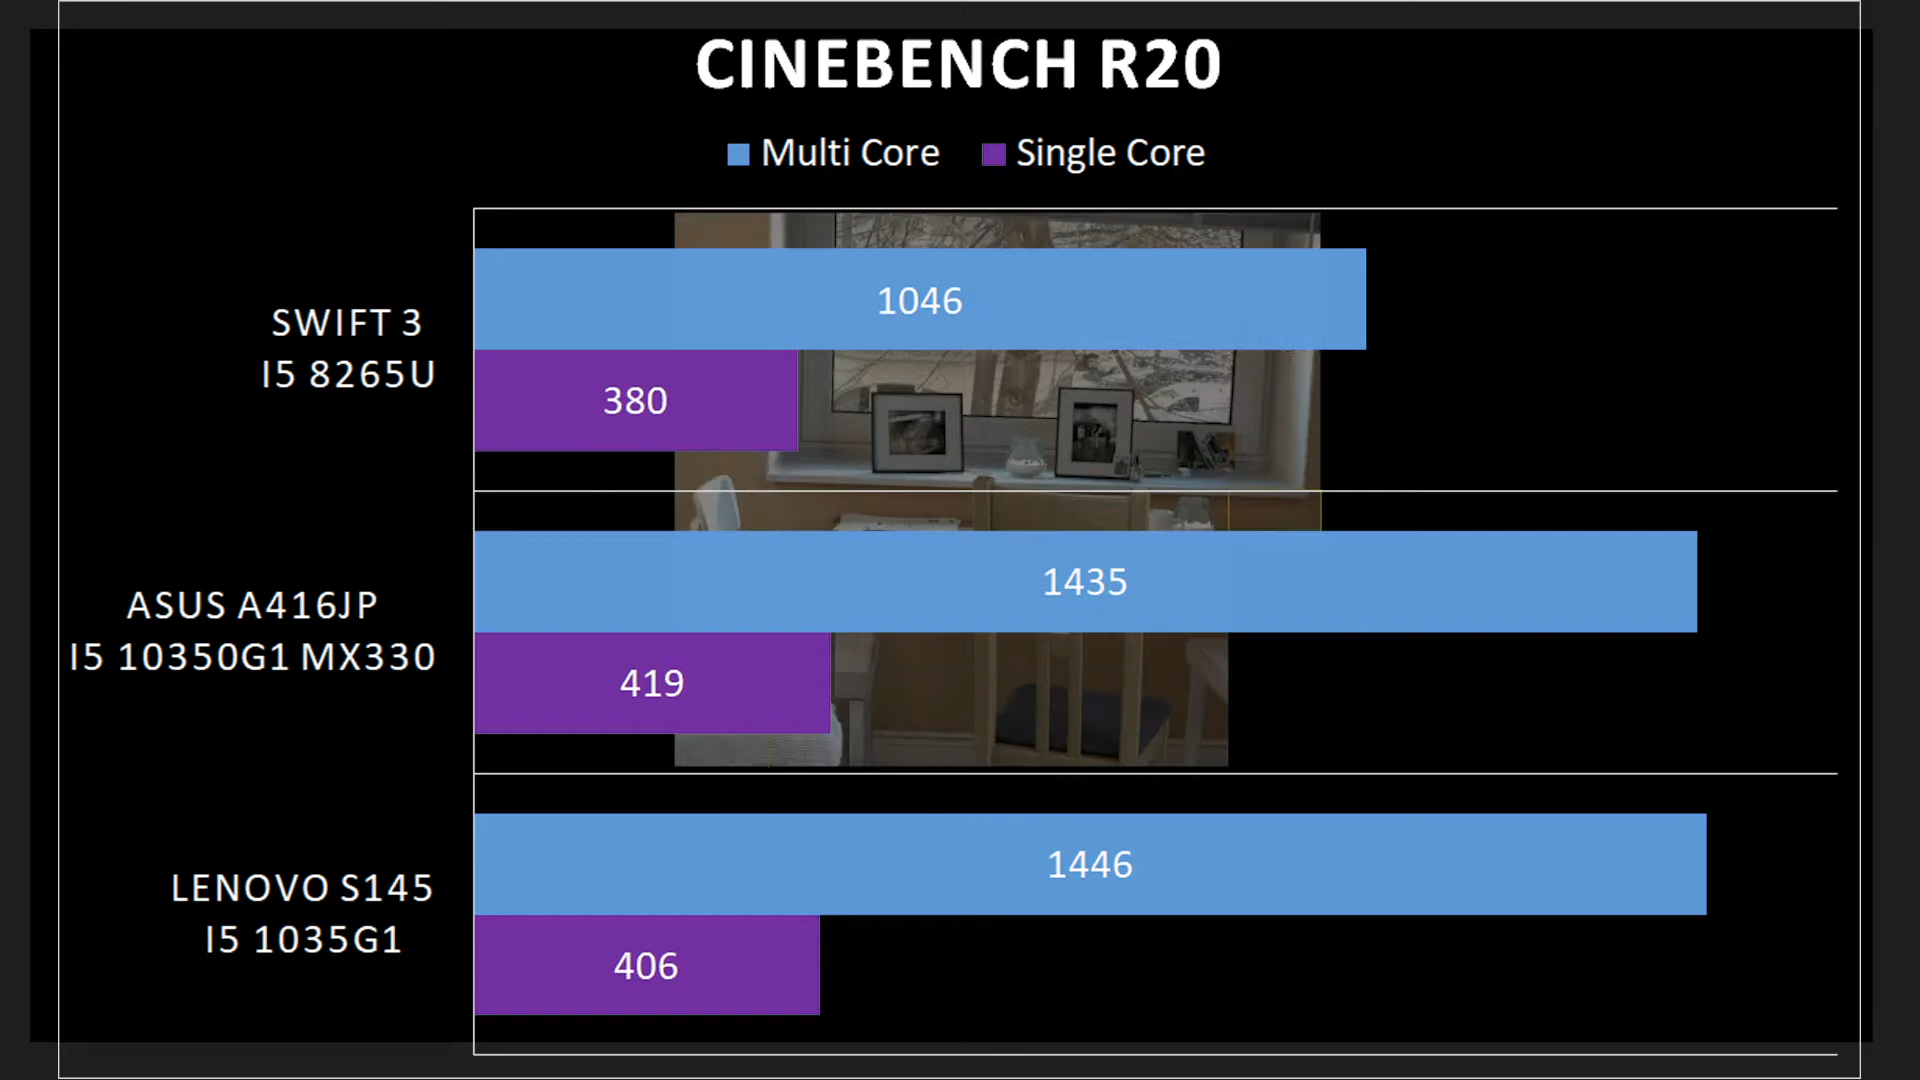 CINEBENCH R20
Multi Core Single Core
SWIFT 3
I5 8265U
1046
380
ASUS A416JP
I5 10350G1 MX330
1435
419
LENOVO S145
I5 1035G1
1446
406